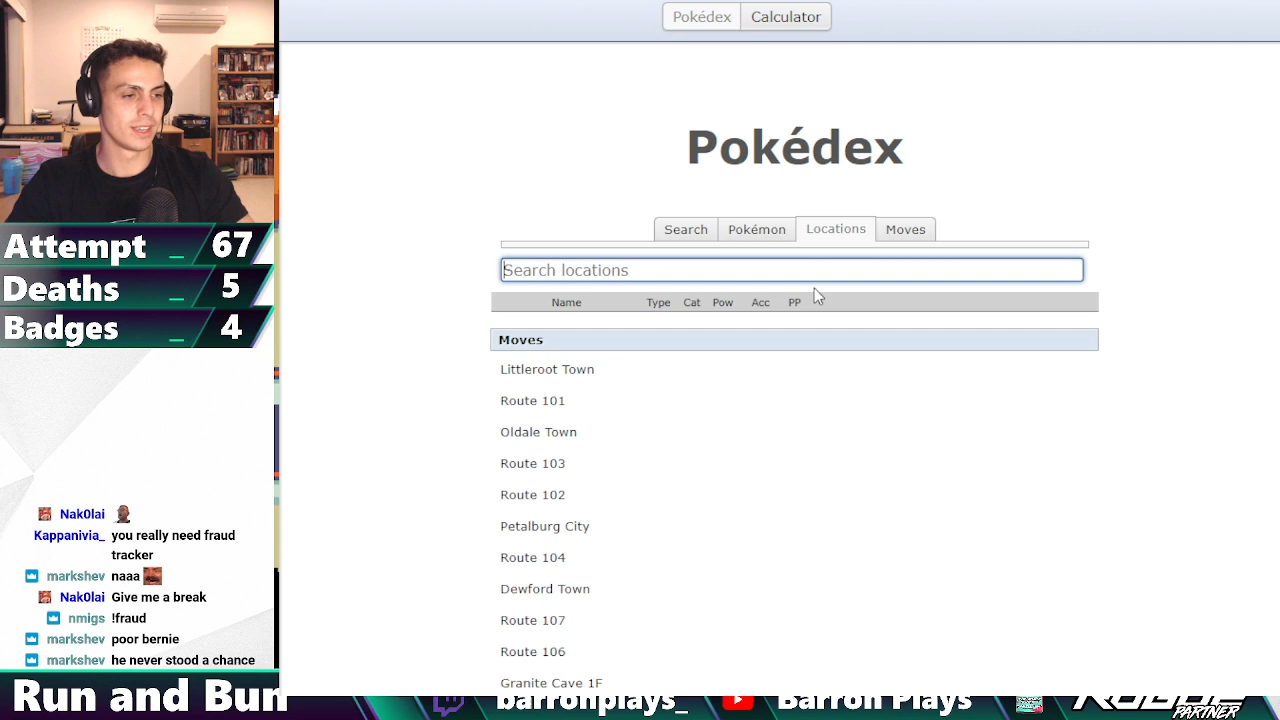 Pokédex Calculator
Pokédex
Search Pokémon Locations Moves
Search locations
Name Type Cat Pow Acc PP
Moves
Littleroot Town
Route 101
Oldale Town
Route 103
Route 102
Petalburg City
Route 104
Dewford Town
Route 107
Route 106
Granite Cave 1F
Attempt _ 67
Deaths _ 5
Badges _ 4
Nak0lai
Kappanivia_ you really need fraud
tracker
markshev naaa
Nak0lai Give me a break
nmigs !fraud
markshev poor bernie
markshev he never stood a chance
Run and Bun
barronplays_ Barron Plays
PARTNER